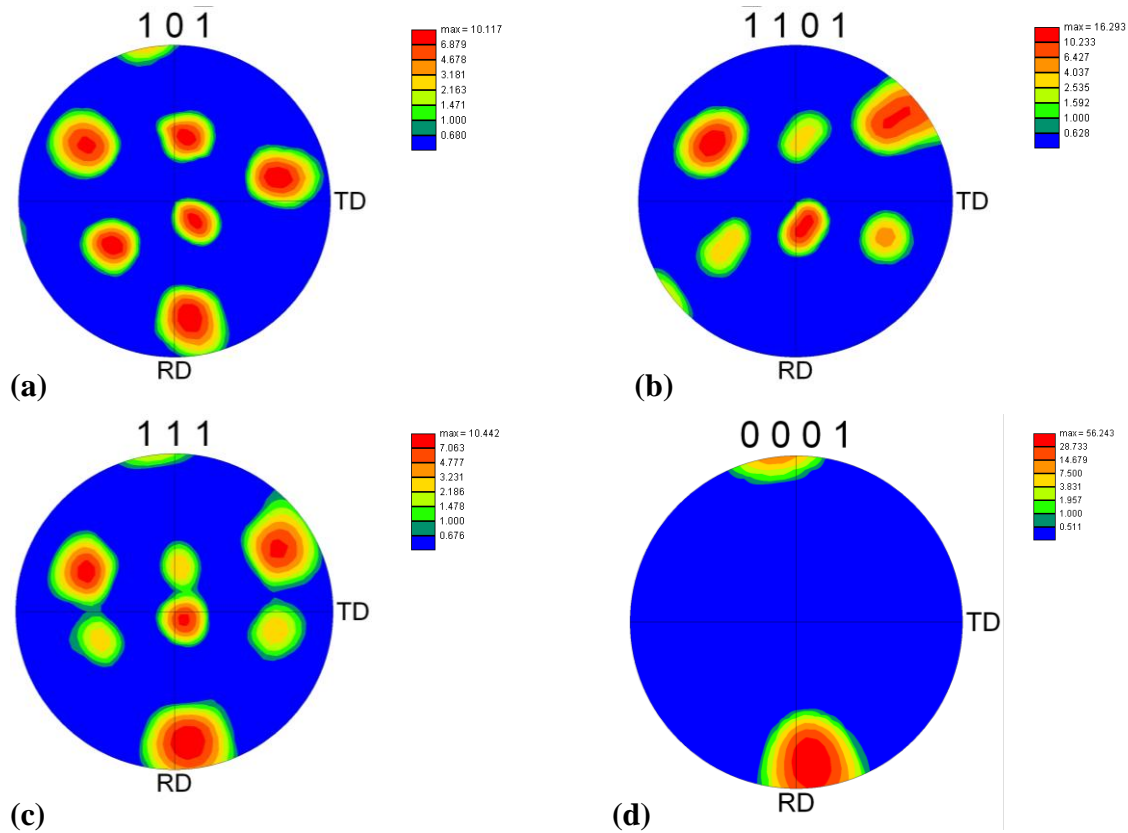 1 0 1̄
max = 10.117
6.879
4.678
3.181
2.163
1.471
1.000
0.680
TD
RD
(a)
1̄ 1 0 1
max = 16.293
10.233
6.427
4.037
2.535
1.592
1.000
0.628
TD
RD
(b)
1 1 1
max = 10.442
7.063
4.777
3.231
2.186
1.478
1.000
0.676
TD
RD
(c)
0 0 0 1
max = 56.243
28.733
14.679
7.500
3.831
1.957
1.000
0.511
TD
RD
(d)